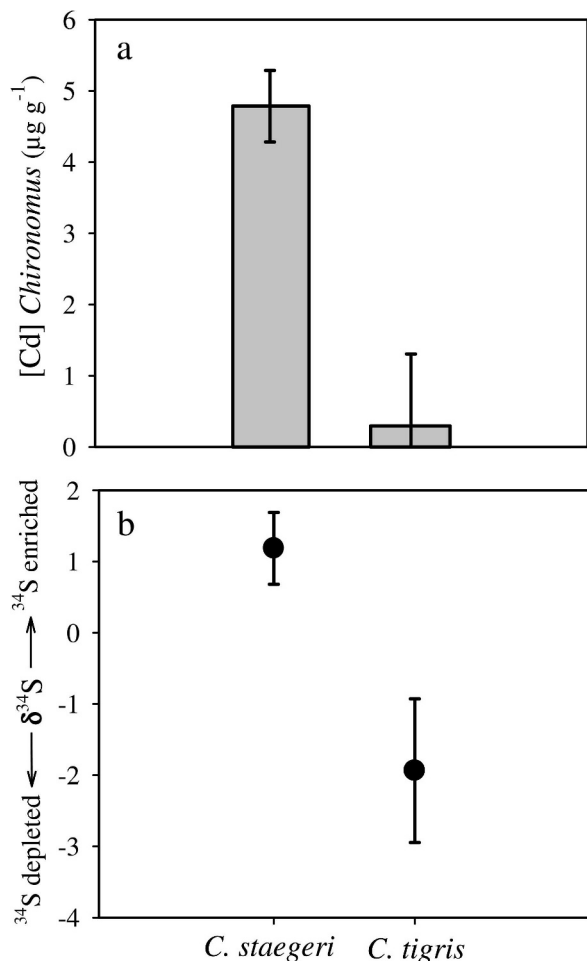 a
[Cd] Chironomus (µg g⁻¹)
6
5
4
3
2
1
0
b
³⁴S depleted ← δ³⁴S → ³⁴S enriched
2
1
0
-1
-2
-3
-4
C. staegeri C. tigris